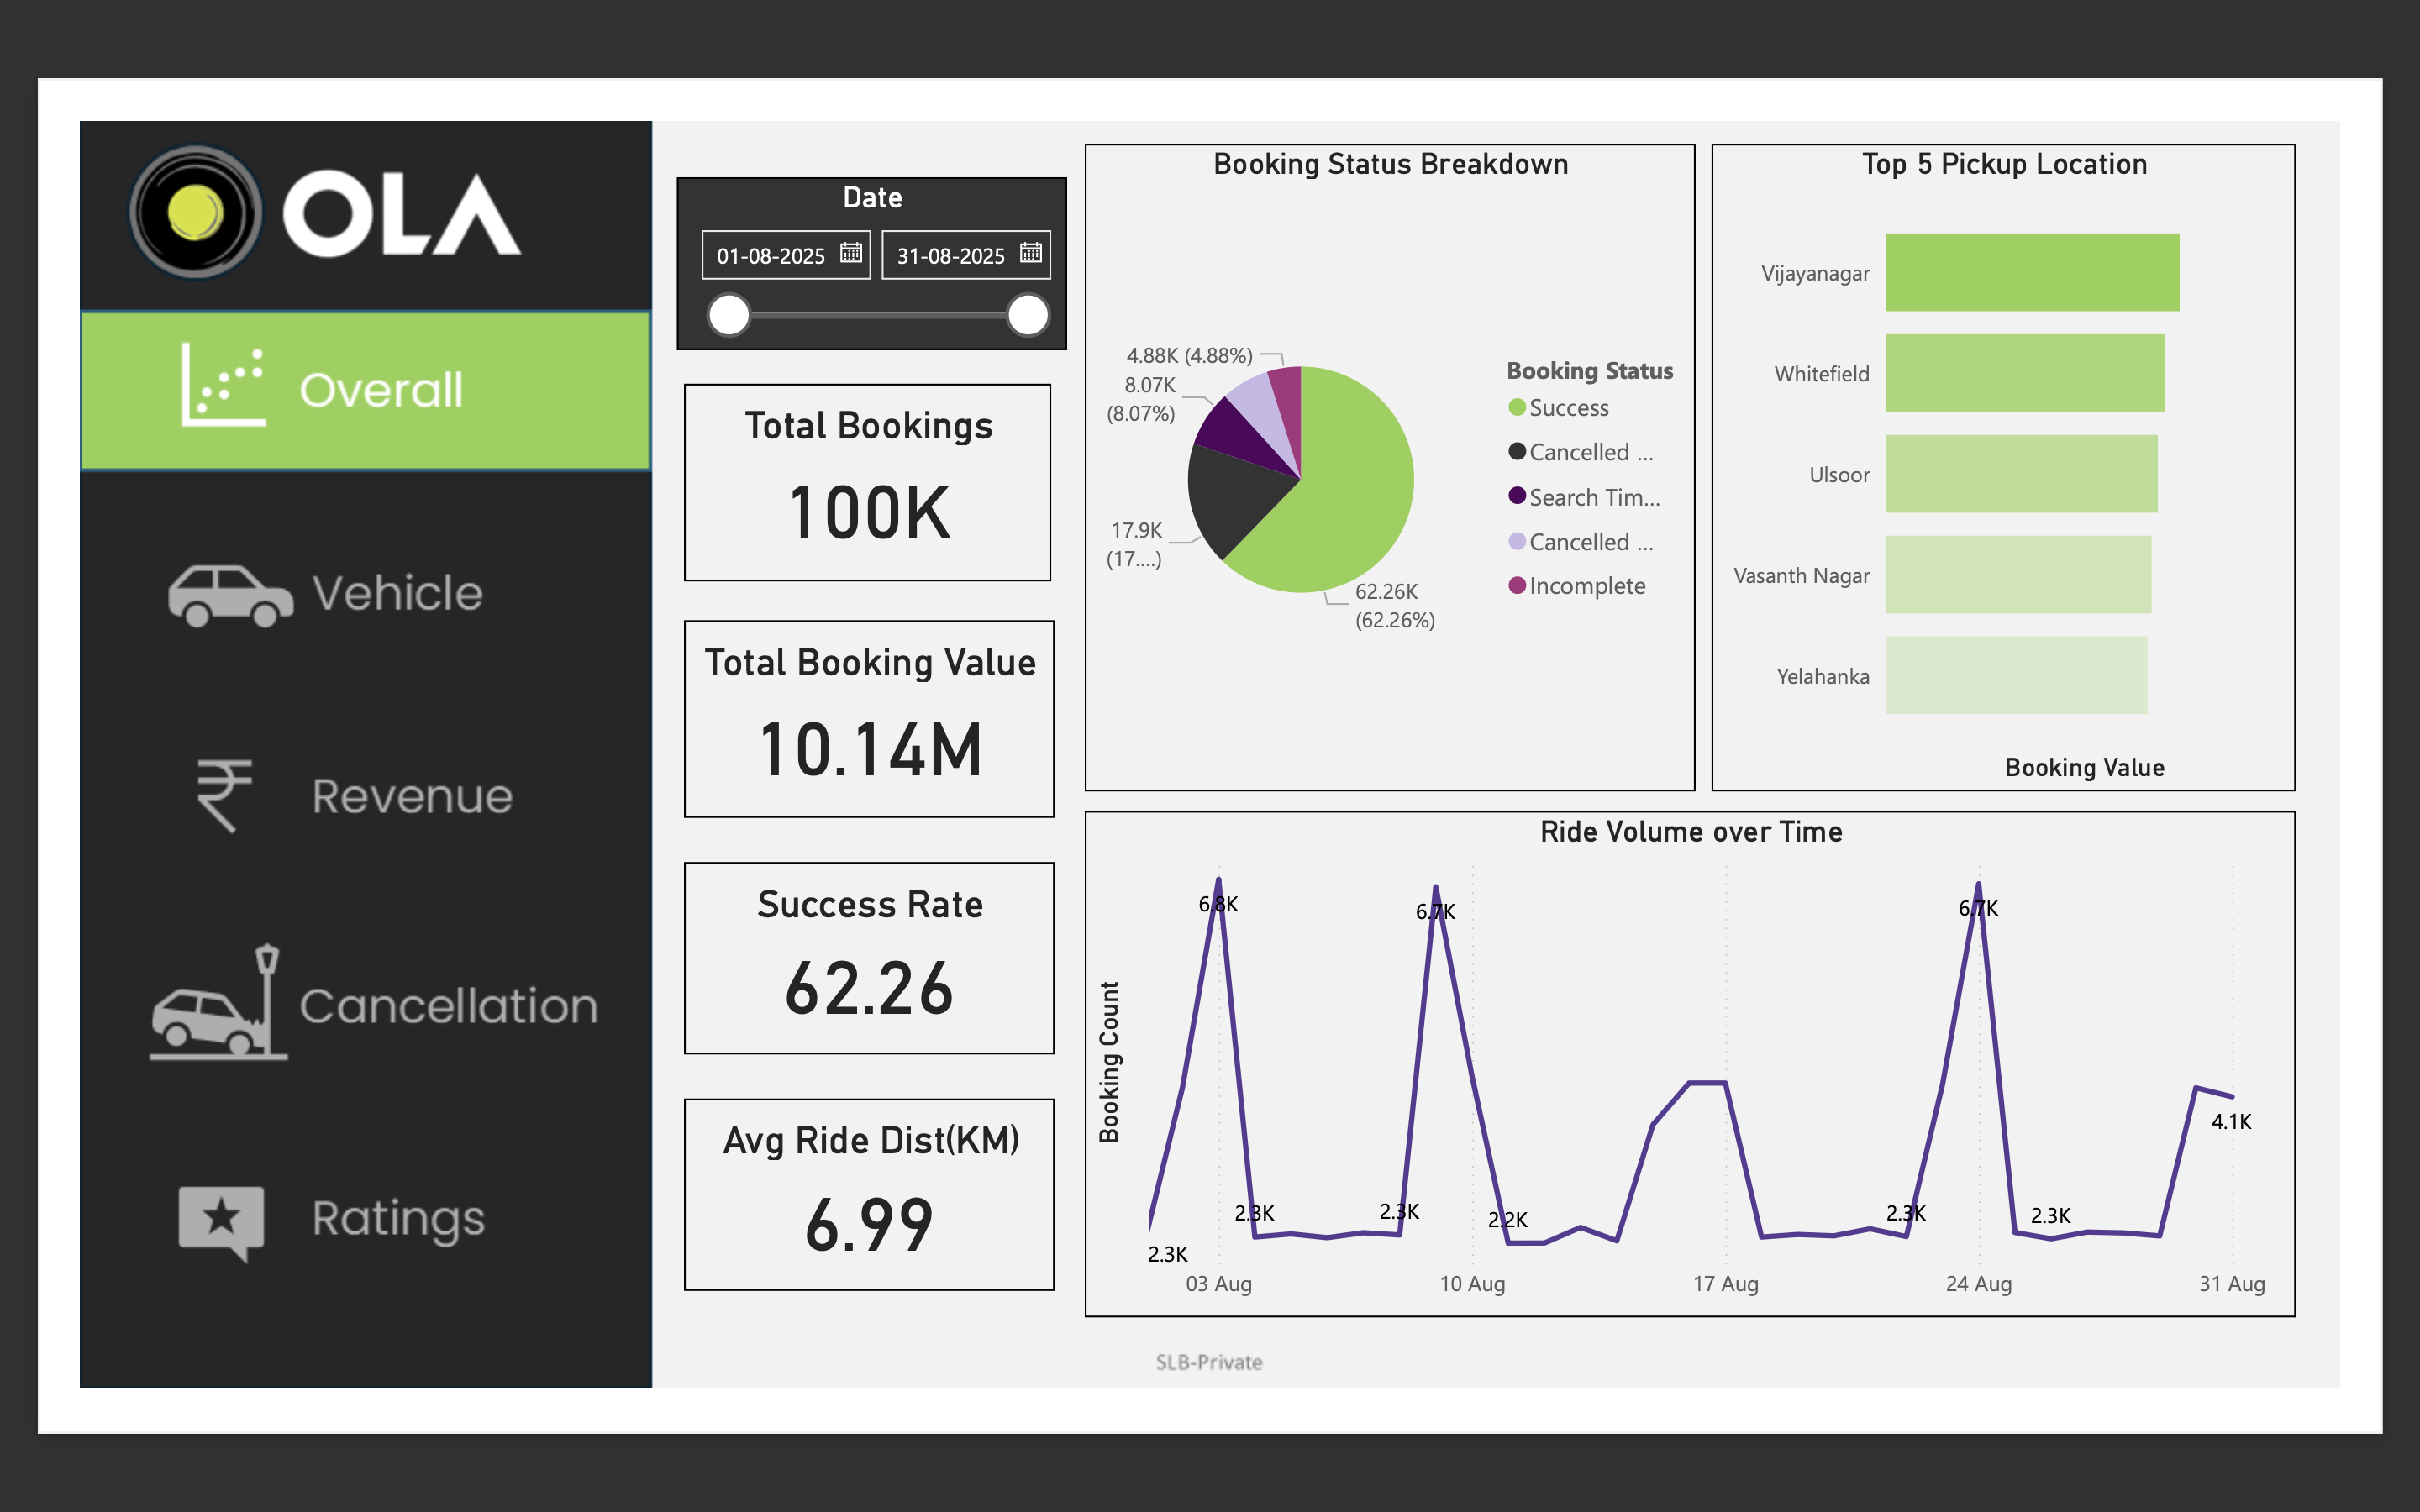 OLA
Overall
Vehicle
Revenue
Cancellation
Ratings
Date
01-08-2025
31-08-2025
Total Bookings
100K
Total Booking Value
10.14M
Success Rate
62.26
Avg Ride Dist(KM)
6.99
Booking Status Breakdown
4.88K (4.88%)
8.07K
(8.07%)
17.9K
(17....)
62.26K
(62.26%)
Booking Status
Success
Cancelled ...
Search Tim...
Cancelled ...
Incomplete
Top 5 Pickup Location
Vijayanagar
Whitefield
Ulsoor
Vasanth Nagar
Yelahanka
Booking Value
Ride Volume over Time
Booking Count
6.8K
6.7K
6.7K
4.1K
2.3K
2.3K
2.3K
2.2K
2.3K
2.3K
03 Aug
10 Aug
17 Aug
24 Aug
31 Aug
SLB-Private